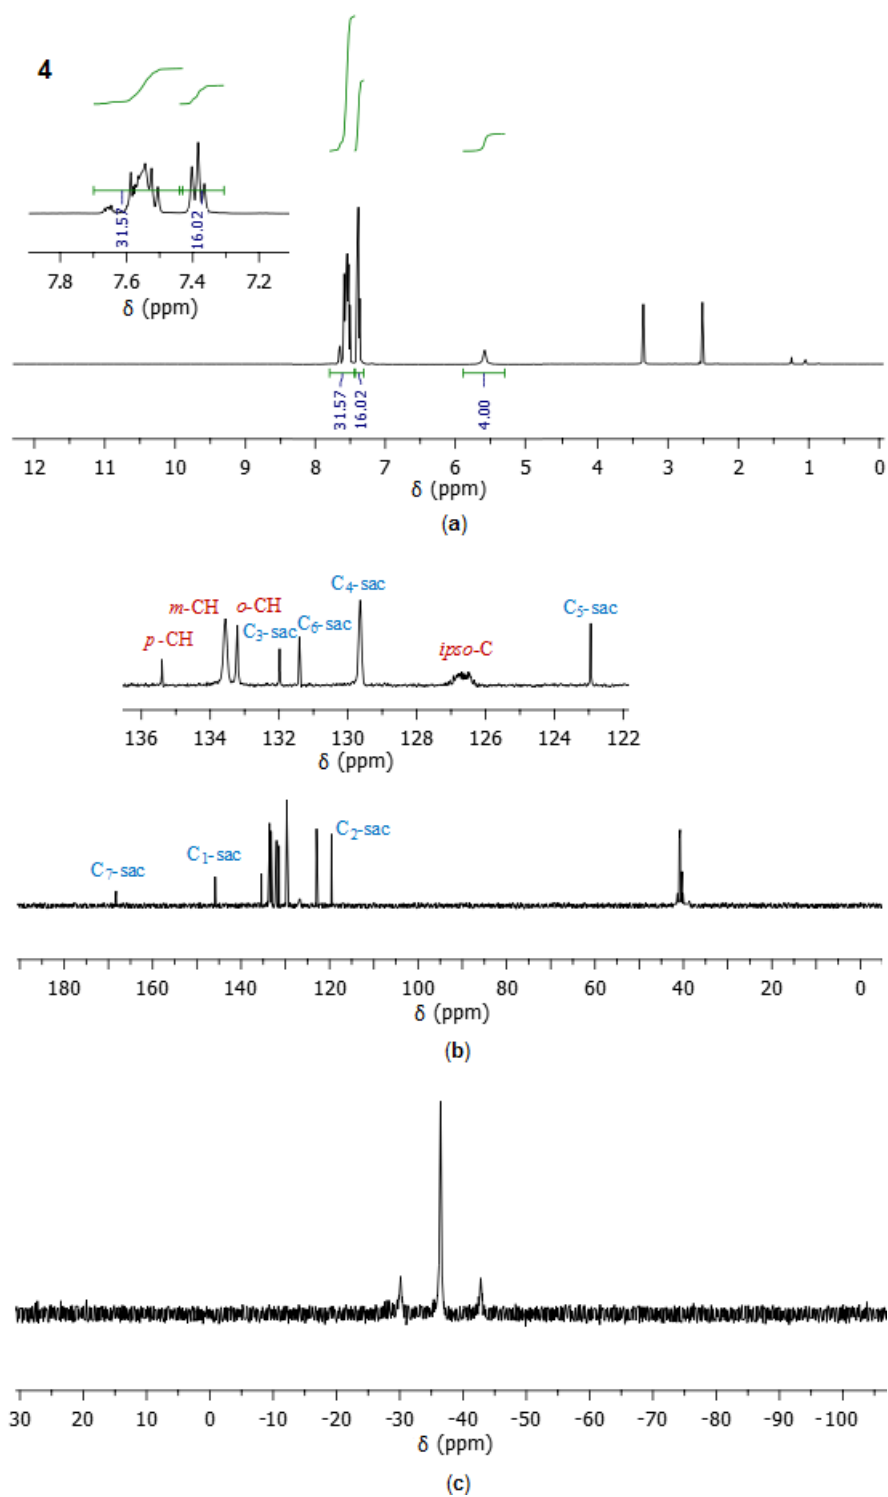 4
31.57
16.02
7.8 7.6 7.4 7.2
δ (ppm)
31.57
16.02
4.00
12 11 10 9 8 7 6 5 4 3 2 1 0
δ (ppm)
(a)
C4-sac
m-CH o-CH C5-sac
p-CH C3-sac C6-sac ipso-C
136 134 132 130 128 126 124 122
δ (ppm)
C7-sac C1-sac C2-sac
180 160 140 120 100 80 60 40 20 0
δ (ppm)
(b)
30 20 10 0 -10 -20 -30 -40 -50 -60 -70 -80 -90 -100
δ (ppm)
(c)